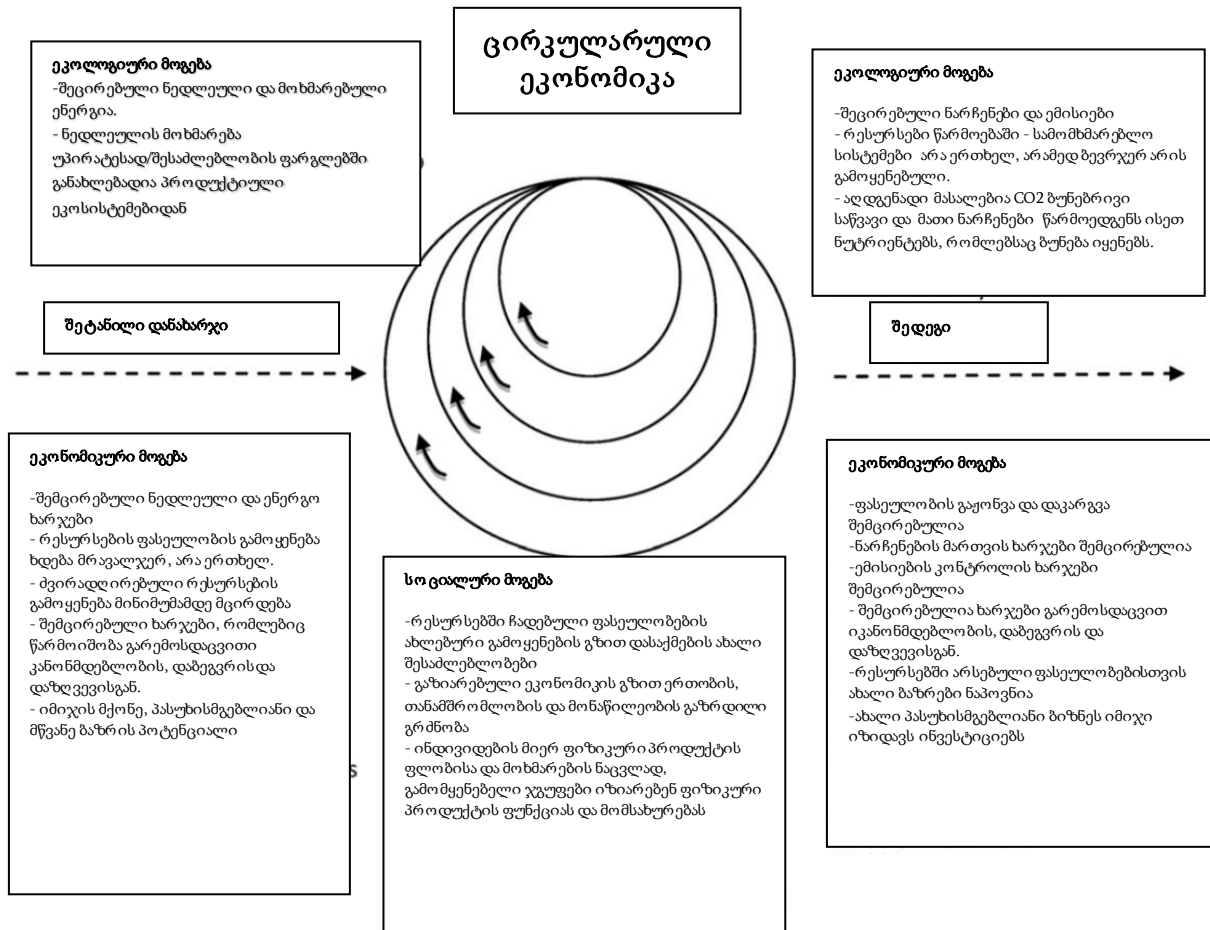 ცირკულარული
ეკონომიკა
ეკოლოგიური მოგება
-შეცირებული ნედლეული და მოხმარებული
ენერგია.
- ნედლეულის მოხმარება
უპირატესად/შესაძლებლობის ფარგლებში
განახლებადია პროდუქტიული
ეკოსისტემებიდან
ეკოლოგიური მოგება
-შეცირებული ნარჩენები და ემისიები
- რესურსები წარმოებაში - სამომხმარებლო
სისტემები არა ერთხელ, არამედ ბევრჯერ არის
გამოყენებული.
- აღდგენადი მასალებია CO2 ბუნებრივი
საწვავი და მათი ნარჩენები წარმოედგენს ისეთ
ნუტრიენტებს, რომლებსაც ბუნება იყენებს.
შეტანილი დანახარჯი
შედეგი
ეკონომიკური მოგება
-შემცირებული ნედლეული და ენერგო
ხარჯები
- რესურსების ფასეულობის გამოყენება
ხდება მრავალჯერ, არა ერთხელ.
- ძვირადღირებული რესურსების
გამოყენება მინიმუმამდე მცირდება
- შემცირებული ხარჯები, რომლებიც
წარმოიშობა გარემოსდაცვითი
კანონმდებლობის, დაბეგვრის და
დაზღვევისგან.
- იმიჯის მქონე, პასუხისმგებლიანი და
მწვანე ბაზრის პოტენციალი
s
სოციალური მოგება
-რესურსებში ჩადებული ფასეულობების
ახლებური გამოყენების გზით დასაქმების ახალი
შესაძლებლობები
- გაზიარებული ეკონომიკის გზით ერთობის,
თანამშრომლობის და მონაწილეობის გაზრდილი
გრძნობა
- ინდივიდების მიერ ფიზიკური პროდუქტის
ფლობისა და მოხმარების ნაცვლად,
გამომყენებელი ჯგუფები იზიარებენ ფიზიკური
პროდუქტის ფუნქციას და მომსახურებას
ეკონომიკური მოგება
-ფასეულობის გაჟონვა და დაკარგვა
შემცირებულია
-ნარჩენების მართვის ხარჯები შემცირებულია
-ემისიების კონტროლის ხარჯები
შემცირებულია
- შემცირებულია ხარჯები გარემოსდაცვით
იკანონმდებლობის, დაბეგვრის და
დაზღვევისგან.
-რესურსებში არსებული ფასეულობებისთვის
ახალი ბაზრები ნაპოვნია
-ახალი პასუხისმგებლიანი ბიზნეს იმიჯი
იზიდავს ინვესტიციებს